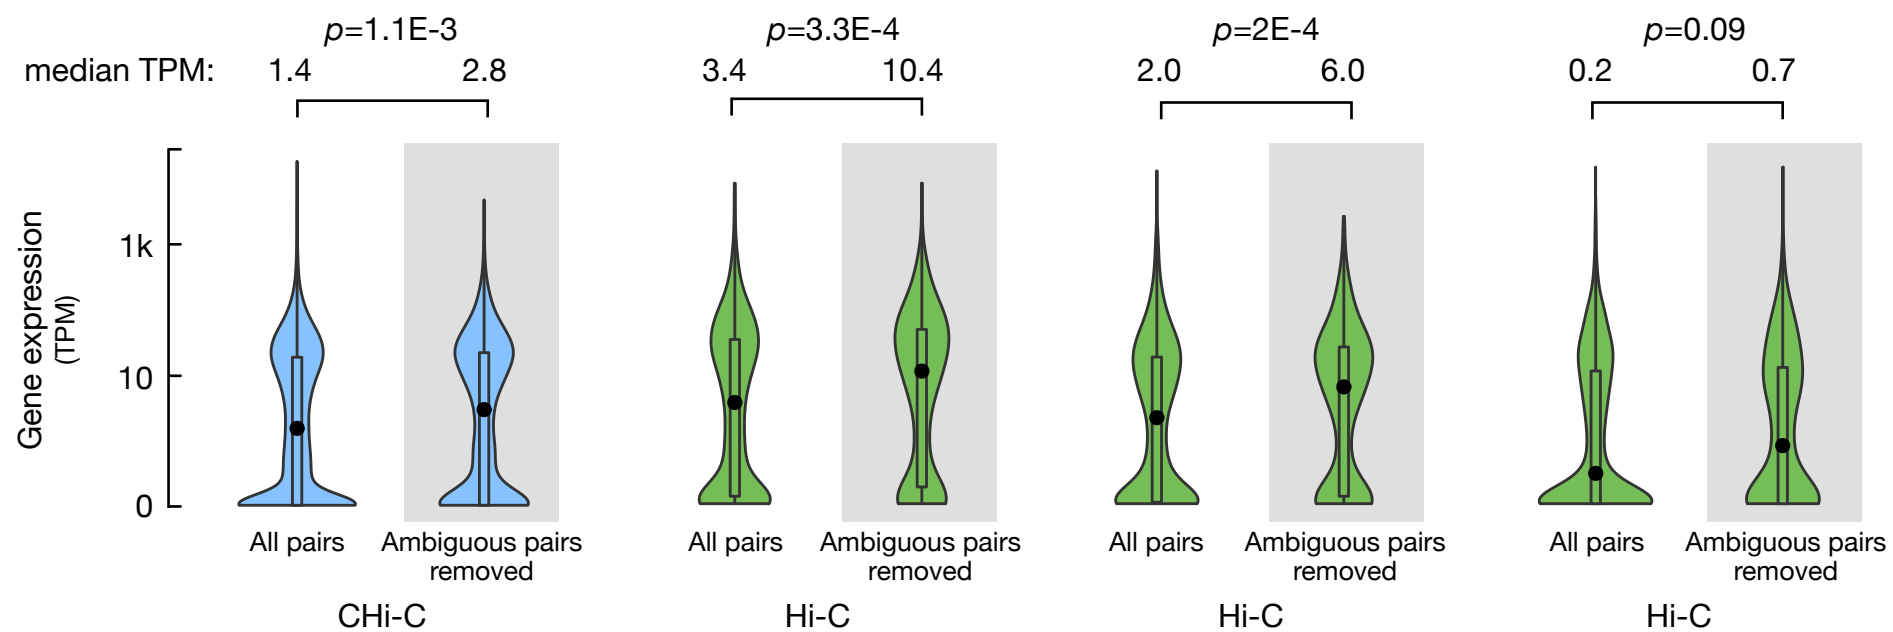 p=1.1E-3 p=3.3E-4 p=2E-4 p=0.09
median TPM: 1.4 2.8 3.4 10.4 2.0 6.0 0.2 0.7
Gene expression
(TPM)
1k
10
0
All pairs Ambiguous pairs All pairs Ambiguous pairs All pairs Ambiguous pairs All pairs Ambiguous pairs
removed removed removed removed
CHi-C Hi-C Hi-C Hi-C